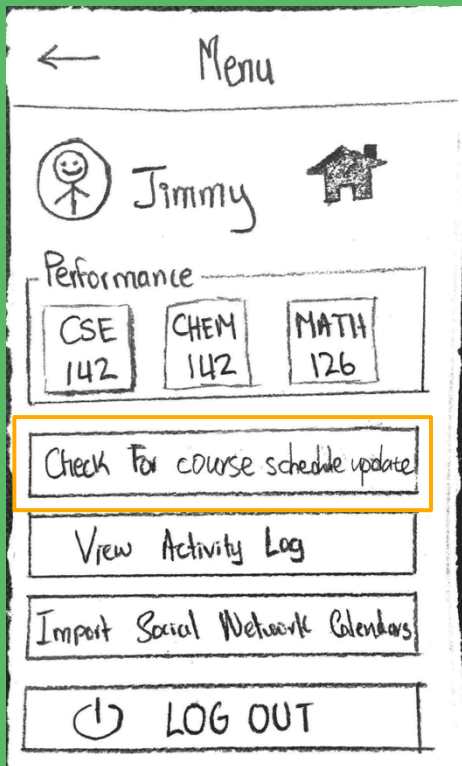 Menu
Jimmy
Performance
CSE
142
CHEM
142
MATH
126
Check For course schedule update
View Activity Log
Import Social Network Calendars
LOG OUT